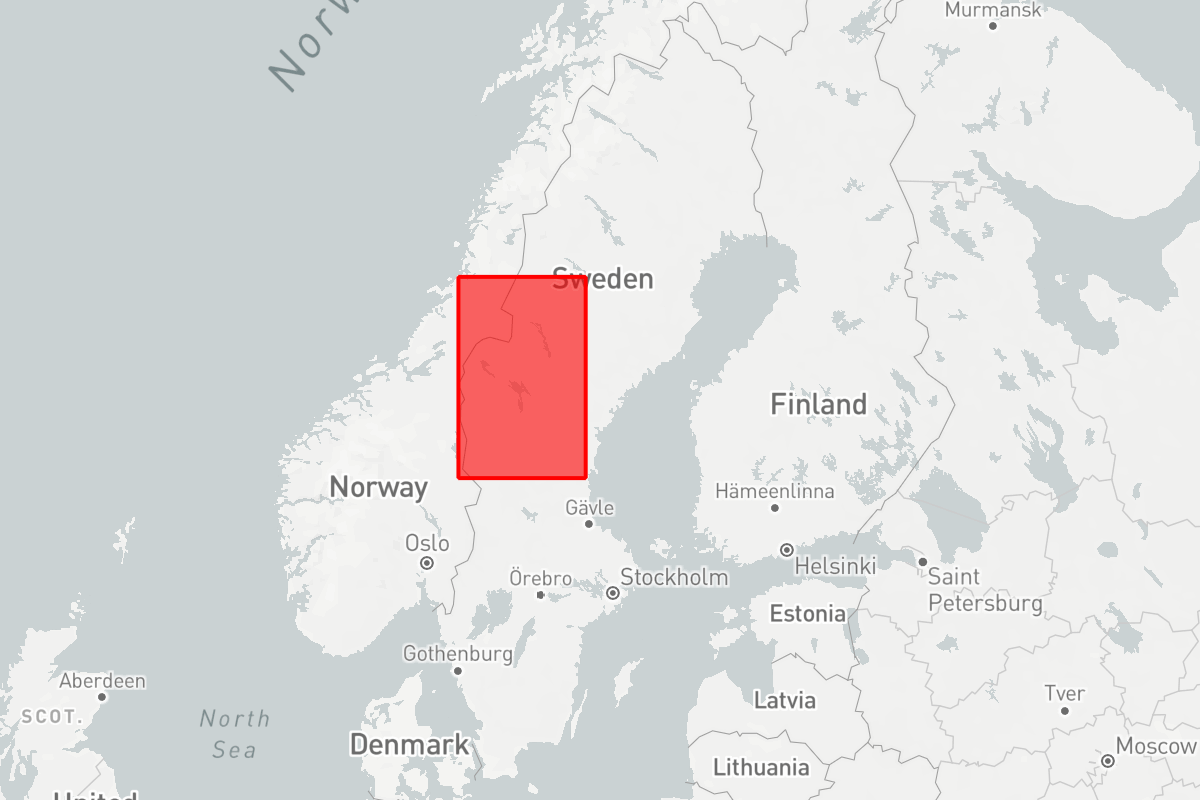 Murmansk
Norw
Sweden
Finland
Norway
Hämeenlinna
Gävle
Oslo
Helsinki
Saint
Petersburg
Örebro
Stockholm
Estonia
Gothenburg
Aberdeen
SCOT.
North
Sea
Latvia
Tver
Denmark
Moscow
Lithuania
United